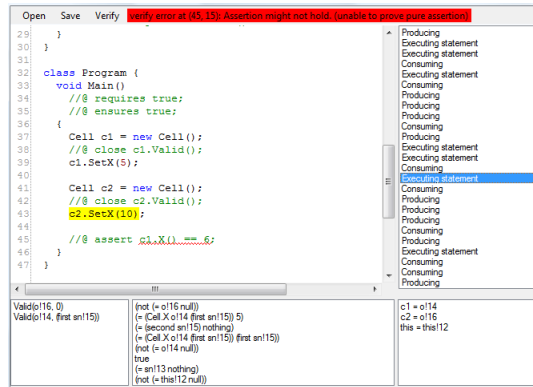 Open Save Verify verify error at (45, 15): Assertion might not hold. (unable to prove pure assertion)
29 }
30 }
31
32 class Program {
33 void Main()
34 //@ requires true;
35 //@ ensures true;
36 {
37 Cell c1 = new Cell();
38 //@ close c1.Valid();
39 c1.SetX(5);
40
41 Cell c2 = new Cell();
42 //@ close c2.Valid();
43 c2.SetX(10);
44
45 //@ assert c1.X() == 6;
46 }
47 }
Producing
Executing statement
Executing statement
Consuming
Executing statement
Consuming
Producing
Producing
Producing
Consuming
Producing
Executing statement
Executing statement
Consuming
Executing statement
Consuming
Producing
Producing
Consuming
Consuming
Producing
Executing statement
Consuming
Consuming
Producing
Valid(o!16, 0)
Valid(o!14, (first sn!15))
(not (= o!16 null))
(= (Cell.X o!14 (first sn!15)) 5)
(= (second sn!15) nothing)
(= (Cell.X o!14 (first sn!15)) (first sn!15))
(not (= o!14 null))
true
(= sn!13 nothing)
(not (= this!12 null))
c1 = o!14
c2 = o!16
this = this!12